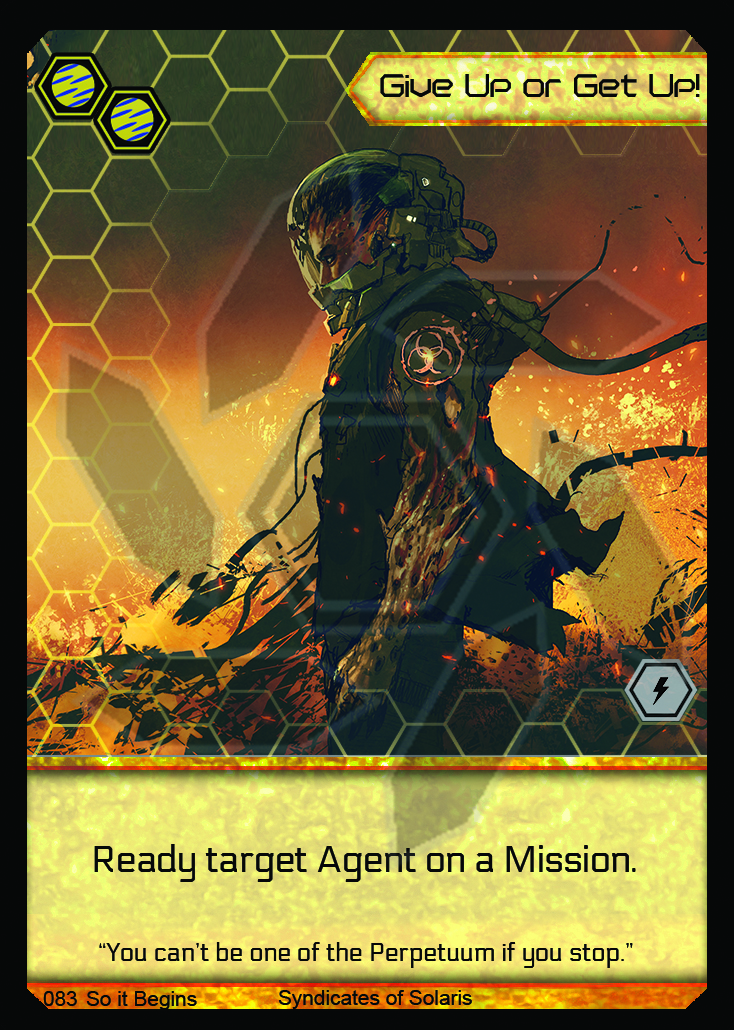 Give Up or Get Up!
Ready target Agent on a Mission.
“You can't be one of the Perpetuum if you stop.”
083 So it Begins Syndicates of Solaris